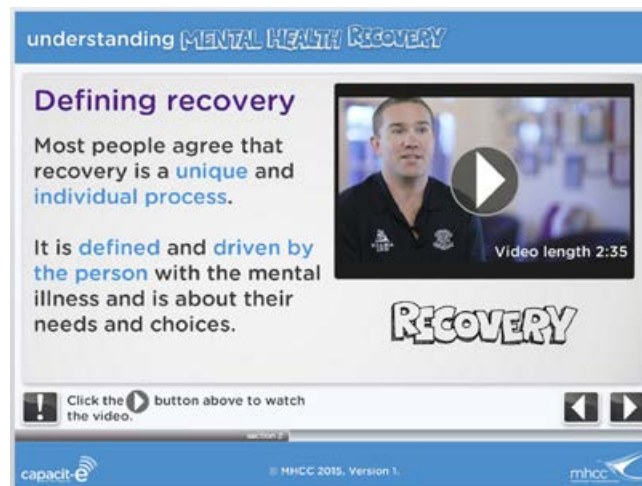 understanding MENTAL HEALTH RECOVERY
Defining recovery
Most people agree that
recovery is a unique and
individual process.
It is defined and driven by
the person with the mental
illness and is about their
needs and choices.
Video length 2:35
RECOVERY
!
Click the button above to watch
the video.
section 2
capacit-e
© MHCC 2015. Version 1.
mhcc